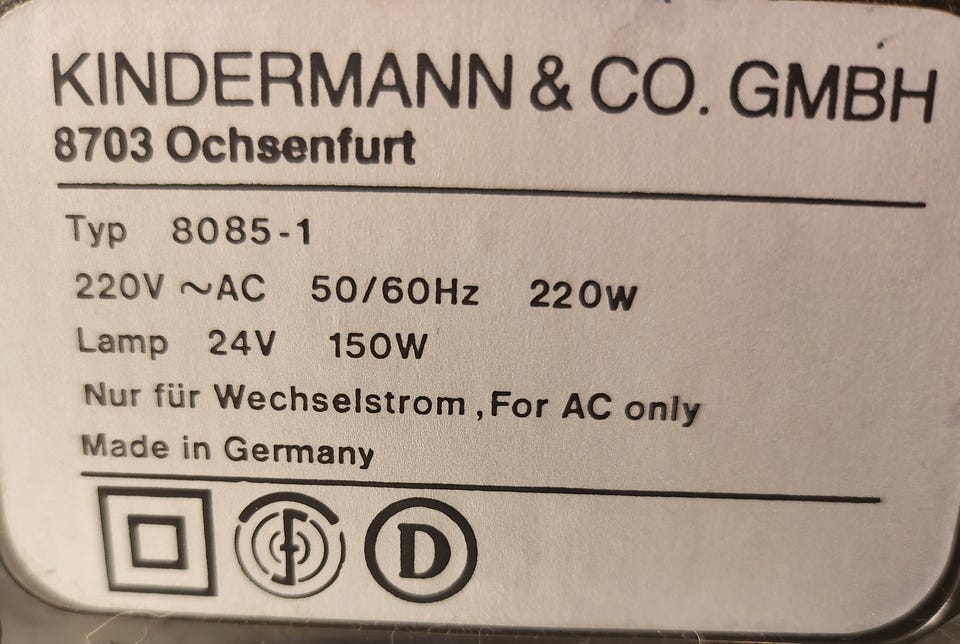 KINDERMANN & CO. GMBH
8703 Ochsenfurt
Typ 8085-1
220V ~AC 50/60Hz 220W
Lamp 24V 150W
Nur für Wechselstrom, For AC only
Made in Germany
D